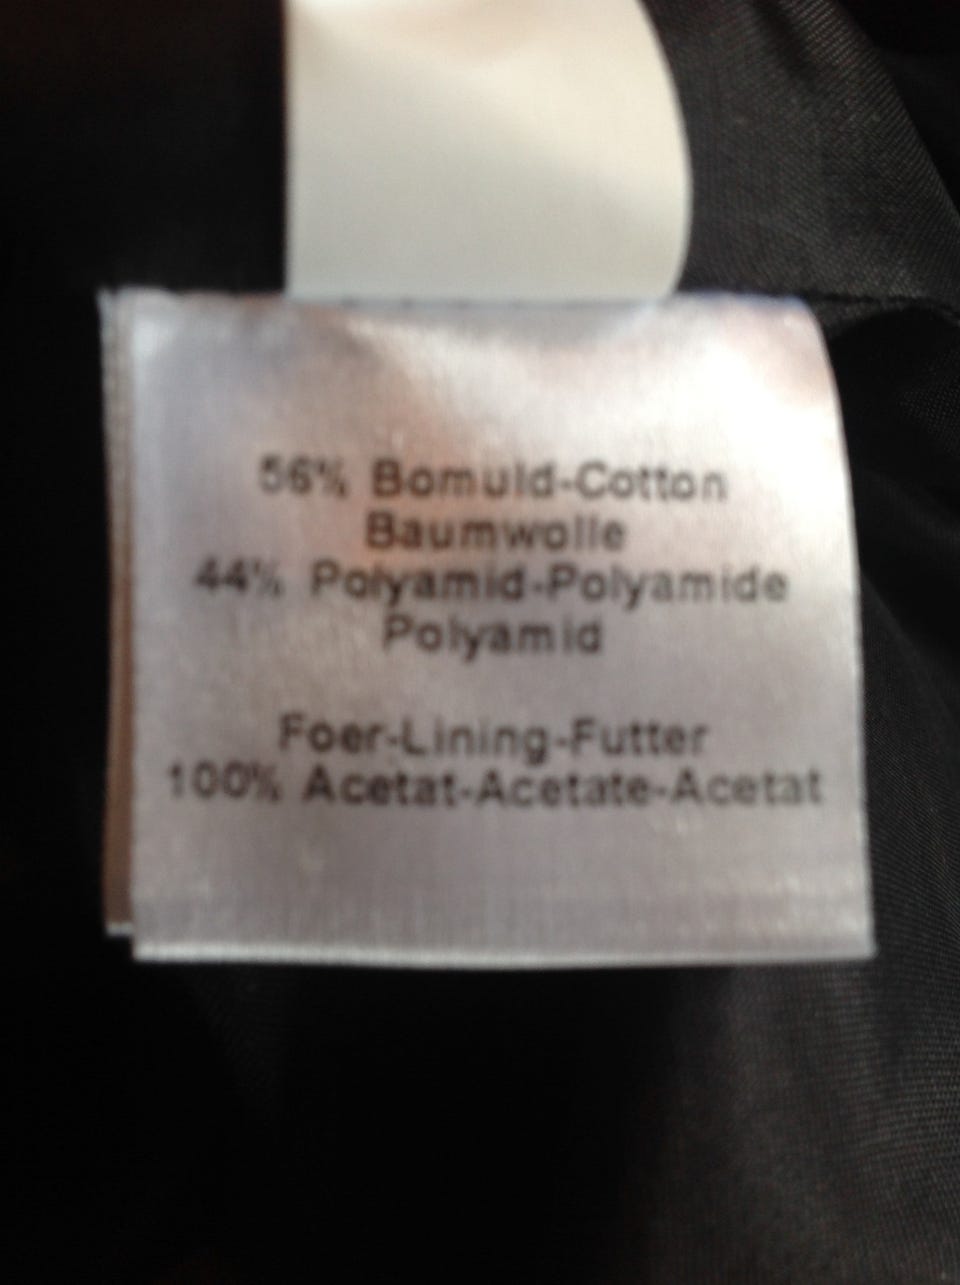 56% Bomuld-Cotton
Baumwolle
44% Polyamid-Polyamide
Polyamid
Foer-Lining-Futter
100% Acetat-Acetate-Acetat